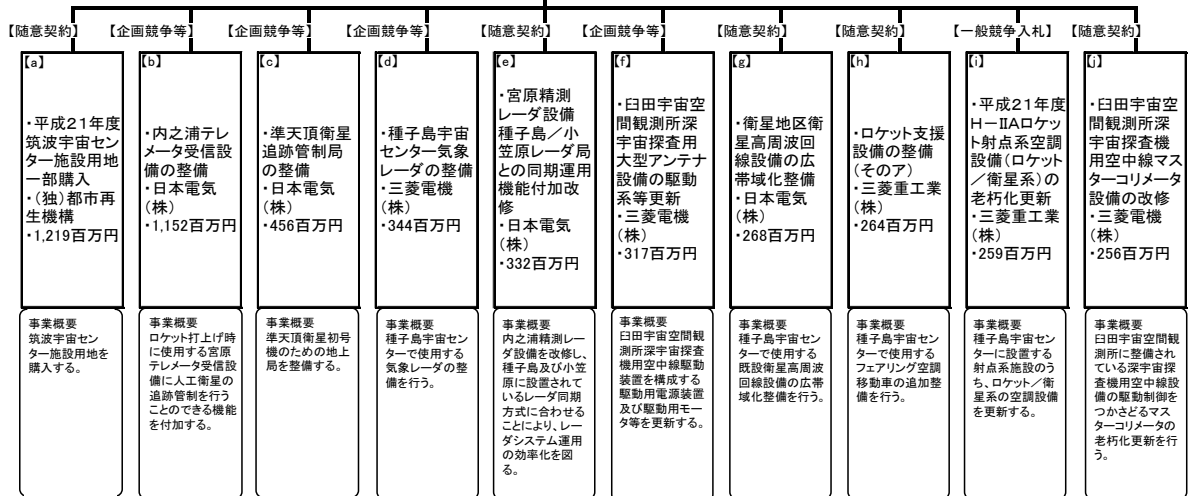 【随意契約】
【企画競争等】
【企画競争等】
【企画競争等】
【随意契約】
【企画競争等】
【随意契約】
【随意契約】
【一般競争入札】
【随意契約】
【a】
・平成21年度
筑波宇宙セン
ター施設用地
一部購入
・(独)都市再
生機構
・1,219百万円
【b】
・内之浦テレ
メータ受信設
備の整備
・日本電気
(株)
・1,152百万円
【c】
・準天頂衛星
追跡管制局
の整備
・日本電気
(株)
・456百万円
【d】
・種子島宇宙
センター気象
レーダの整備
・三菱電機
(株)
・344百万円
【e】
・宮原精測
レーダ設備
種子島/小
笠原レーダ局
との同期運用
機能付加改
修
・日本電気
(株)
・332百万円
【f】
・臼田宇宙空
間観測所深
宇宙探査用
大型アンテナ
設備の駆動
系等更新
・三菱電機
(株)
・317百万円
【g】
・衛星地区衛
星高周波回
線設備の広
帯域化整備
・日本電気
(株)
・268百万円
【h】
・ロケット支援
設備の整備
(そのア)
・三菱重工業
(株)
・264百万円
【i】
・平成21年度
H-ⅡAロケッ
ト射点系空調
設備(ロケット
/衛星系)の
老朽化更新
・三菱重工業
(株)
・259百万円
【j】
・臼田宇宙空
間観測所深
宇宙探査機
用空中線マス
ターコリメータ
設備の改修
・三菱電機
(株)
・256百万円
事業概要
筑波宇宙セン
ター施設用地を
購入する。
事業概要
ロケット打上げ時
に使用する宮原
テレメータ受信設
備に人工衛星の
追跡管制を行う
ことのできる機能
を付加する。
事業概要
準天頂衛星初号
機のための地上
局を整備する。
事業概要
種子島宇宙セン
ターで使用する
気象レーダの整
備を行う。
事業概要
内之浦精測レー
ダ設備を改修し、
種子島及び小笠
原に設置されて
いるレーダ同期
方式に合わせる
ことにより、レー
ダシステム運用
の効率化を図
る。
事業概要
臼田宇宙空間観
測所深宇宙探査
機用空中線駆動
装置を構成する
駆動用電源装置
及び駆動用モー
タ等を更新する。
事業概要
種子島宇宙セン
ターで使用する
既設衛星高周波
回線設備の広帯
域化整備を行う。
事業概要
種子島宇宙セン
ターで使用する
フェアリング空調
移動車の追加整
備を行う。
事業概要
種子島宇宙セン
ターに設置する
射点系施設のう
ち、ロケット/衛
星系の空調設備
を更新する。
事業概要
臼田宇宙空間観
測所に整備され
ている深宇宙探
査機用空中線設
備の駆動制御を
つかさどるマス
ターコリメータの
老朽化更新を行
う。